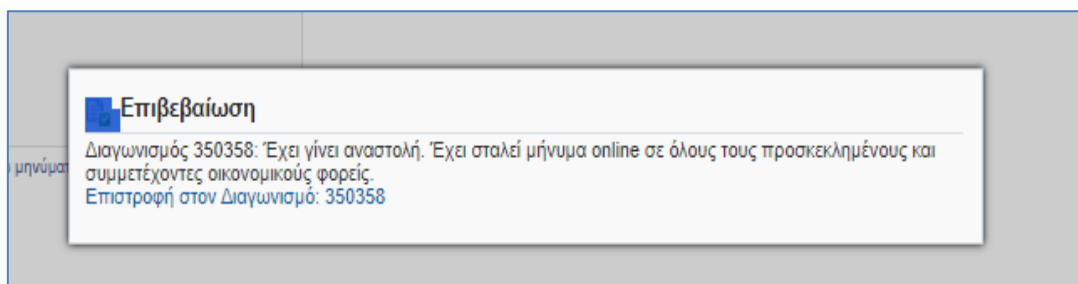 Επιβεβαίωση
Διαγωνισμός 350358: Έχει γίνει αναστολή. Έχει σταλεί μήνυμα online σε όλους τους προσκεκλημένους και
μηνύματ
συμμετέχοντες οικονομικούς φορείς.
Επιστροφή στον Διαγωνισμό: 350358